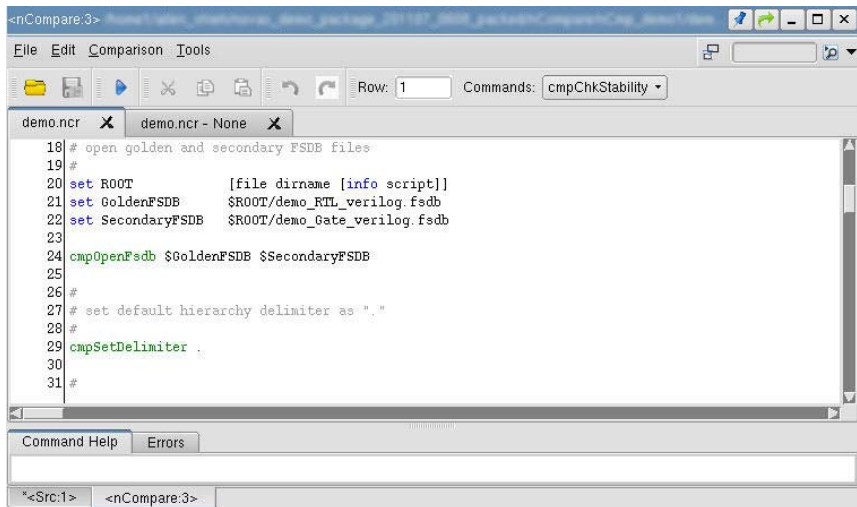 <nCompare:3>
File Edit Comparison Tools
Row: 1 Commands: cmpChkStability
demo.ncr demo.ncr - None
18 # open golden and secondary FSDB files
19 #
20 set ROOT [file dirname [info script]]
21 set GoldenFSDB $ROOT/demo_RTL_verilog.fsdb
22 set SecondaryFSDB $ROOT/demo_Gate_verilog.fsdb
23
24 cmpOpenFsdb $GoldenFSDB $SecondaryFSDB
25
26 #
27 # set default hierarchy delimiter as "."
28 #
29 cmpSetDelimiter .
30
31 #
Command Help Errors
*<Src:1> <nCompare:3>